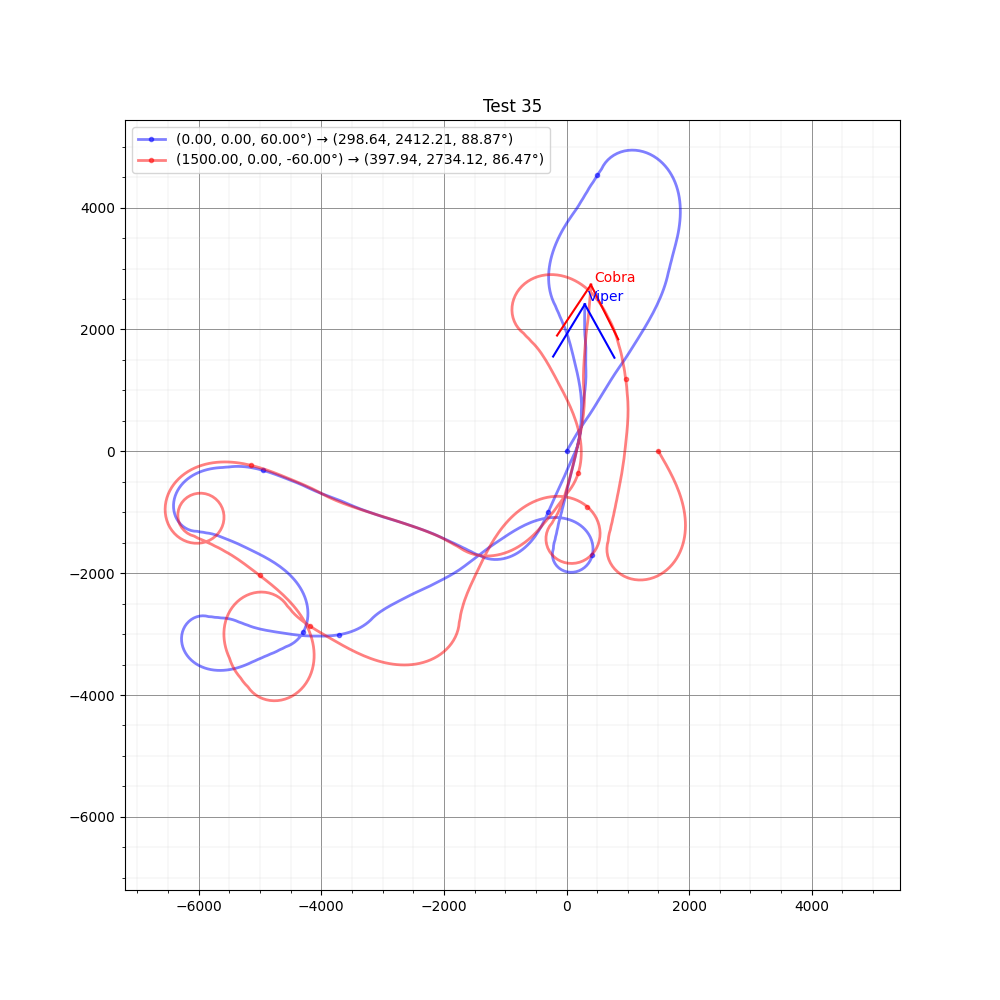 Test 35
(0.00, 0.00, 60.00°) → (298.64, 2412.21, 88.87°)
(1500.00, 0.00, -60.00°) → (397.94, 2734.12, 86.47°)
4000
Cobra
Viper
2000
0
−2000
−4000
−6000
−6000 −4000 −2000 0 2000 4000